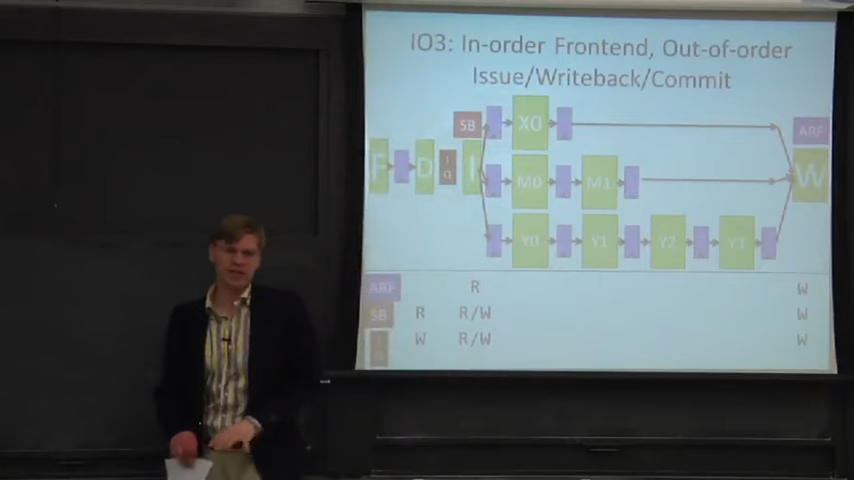 IO3: In-order Frontend, Out-of-order
Issue/Writeback/Commit
SB X0 ARF
F D IQ I M0 M1 W
Y0 Y1 Y2 Y3
ARF R W
SB R R/W W
W R/W W